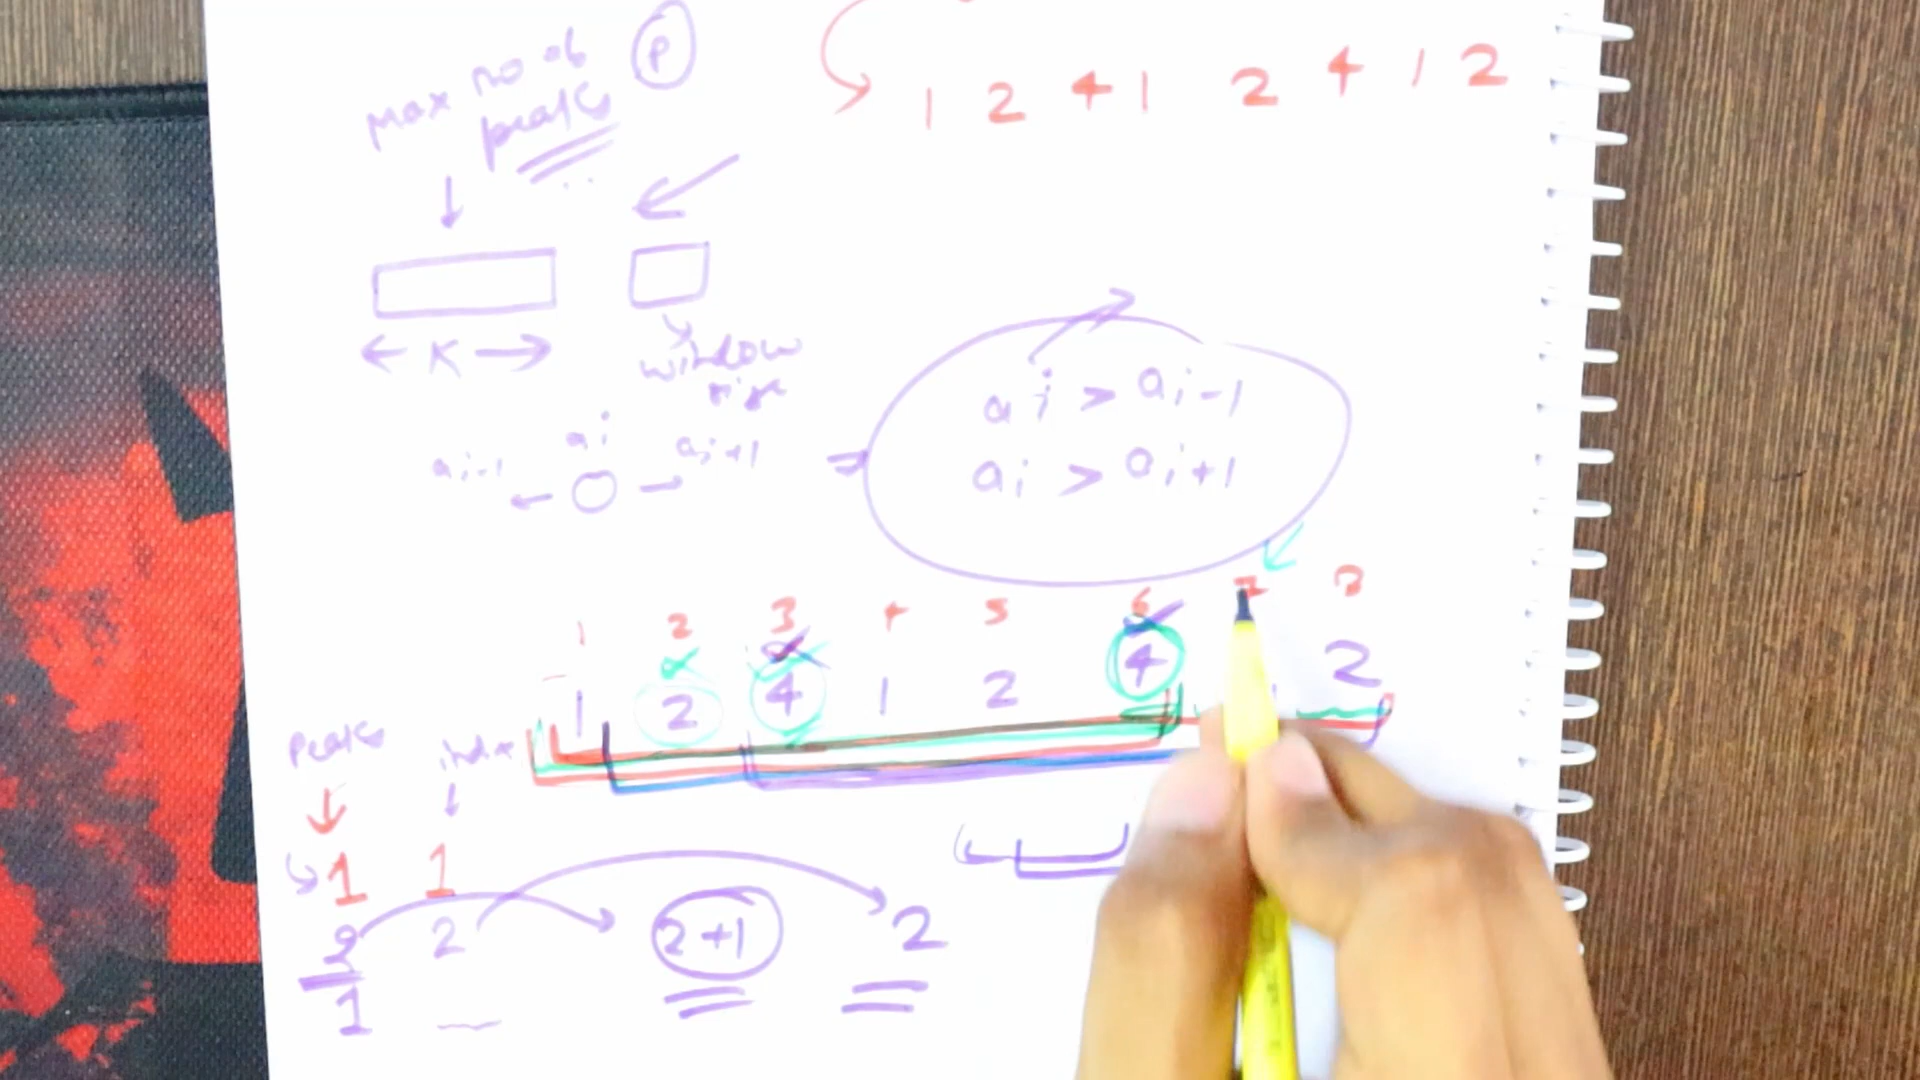 Max no of P
peaks
1 2 4 1 2 4 1 2
K
window
size
ai-1 ai ai+1
ai > ai-1
ai > ai+1
1 2 3 4 5 6 7 8
1 2 4 1 2 4 2
Peaks index
1 1
2 2 2+1 2
1